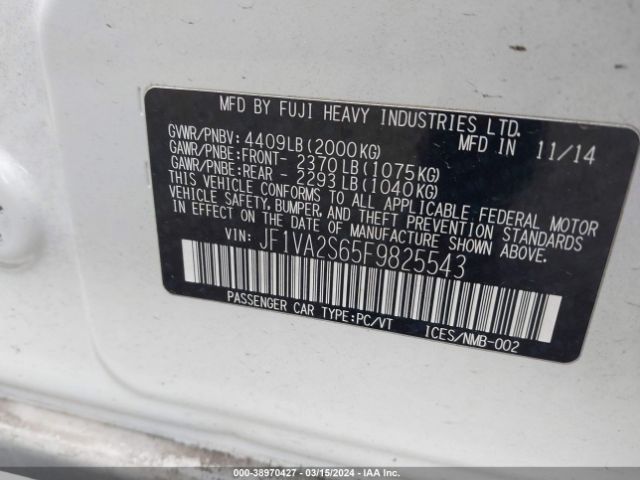 MFD BY FUJI HEAVY INDUSTRIES LTD.
MFD IN 11/14
GVWR/PNBV: 4409LB(2000KG)
GAWR/PNBE:FRONT- 2370LB(1075KG)
GAWR/PNBE:REAR - 2293LB(1040KG)
THIS VEHICLE CONFORMS TO ALL APPLICABLE FEDERAL MOTOR
VEHICLE SAFETY, BUMPER, AND THEFT PREVENTION STANDARDS
IN EFFECT ON THE DATE OF MANUFACTURE SHOWN ABOVE.
VIN: JF1VA2S65F9825543
PASSENGER CAR TYPE:PC/VT ICES/NMB-002
000-38970427 - 03/15/2024 - IAA Inc.